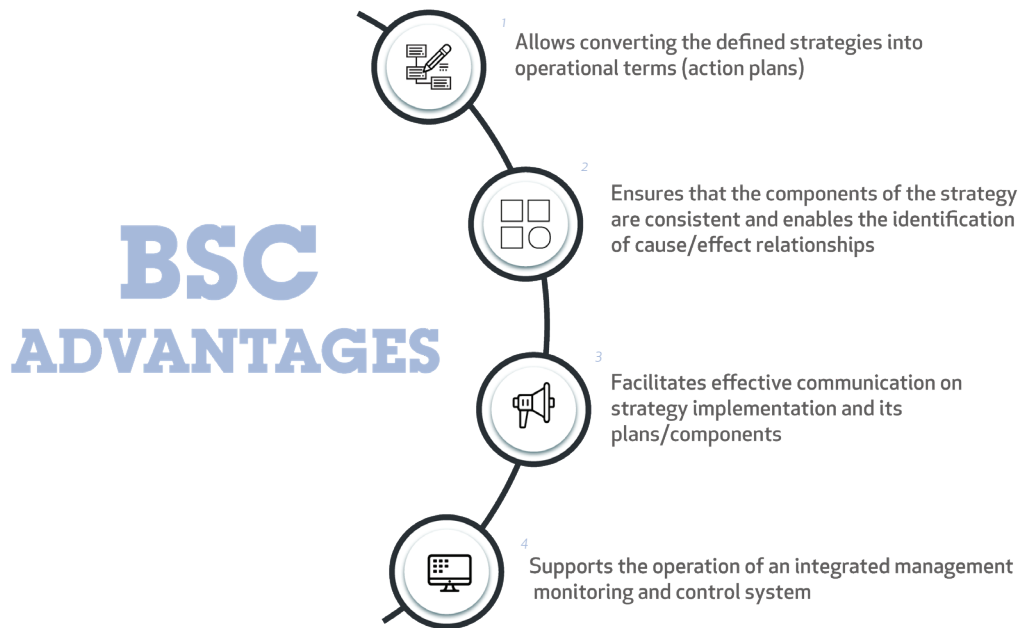 BSC
ADVANTAGES
1
Allows converting the defined strategies into
operational terms (action plans)
2
Ensures that the components of the strategy
are consistent and enables the identification
of cause/effect relationships
3
Facilitates effective communication on
strategy implementation and its
plans/components
4
Supports the operation of an integrated management
monitoring and control system